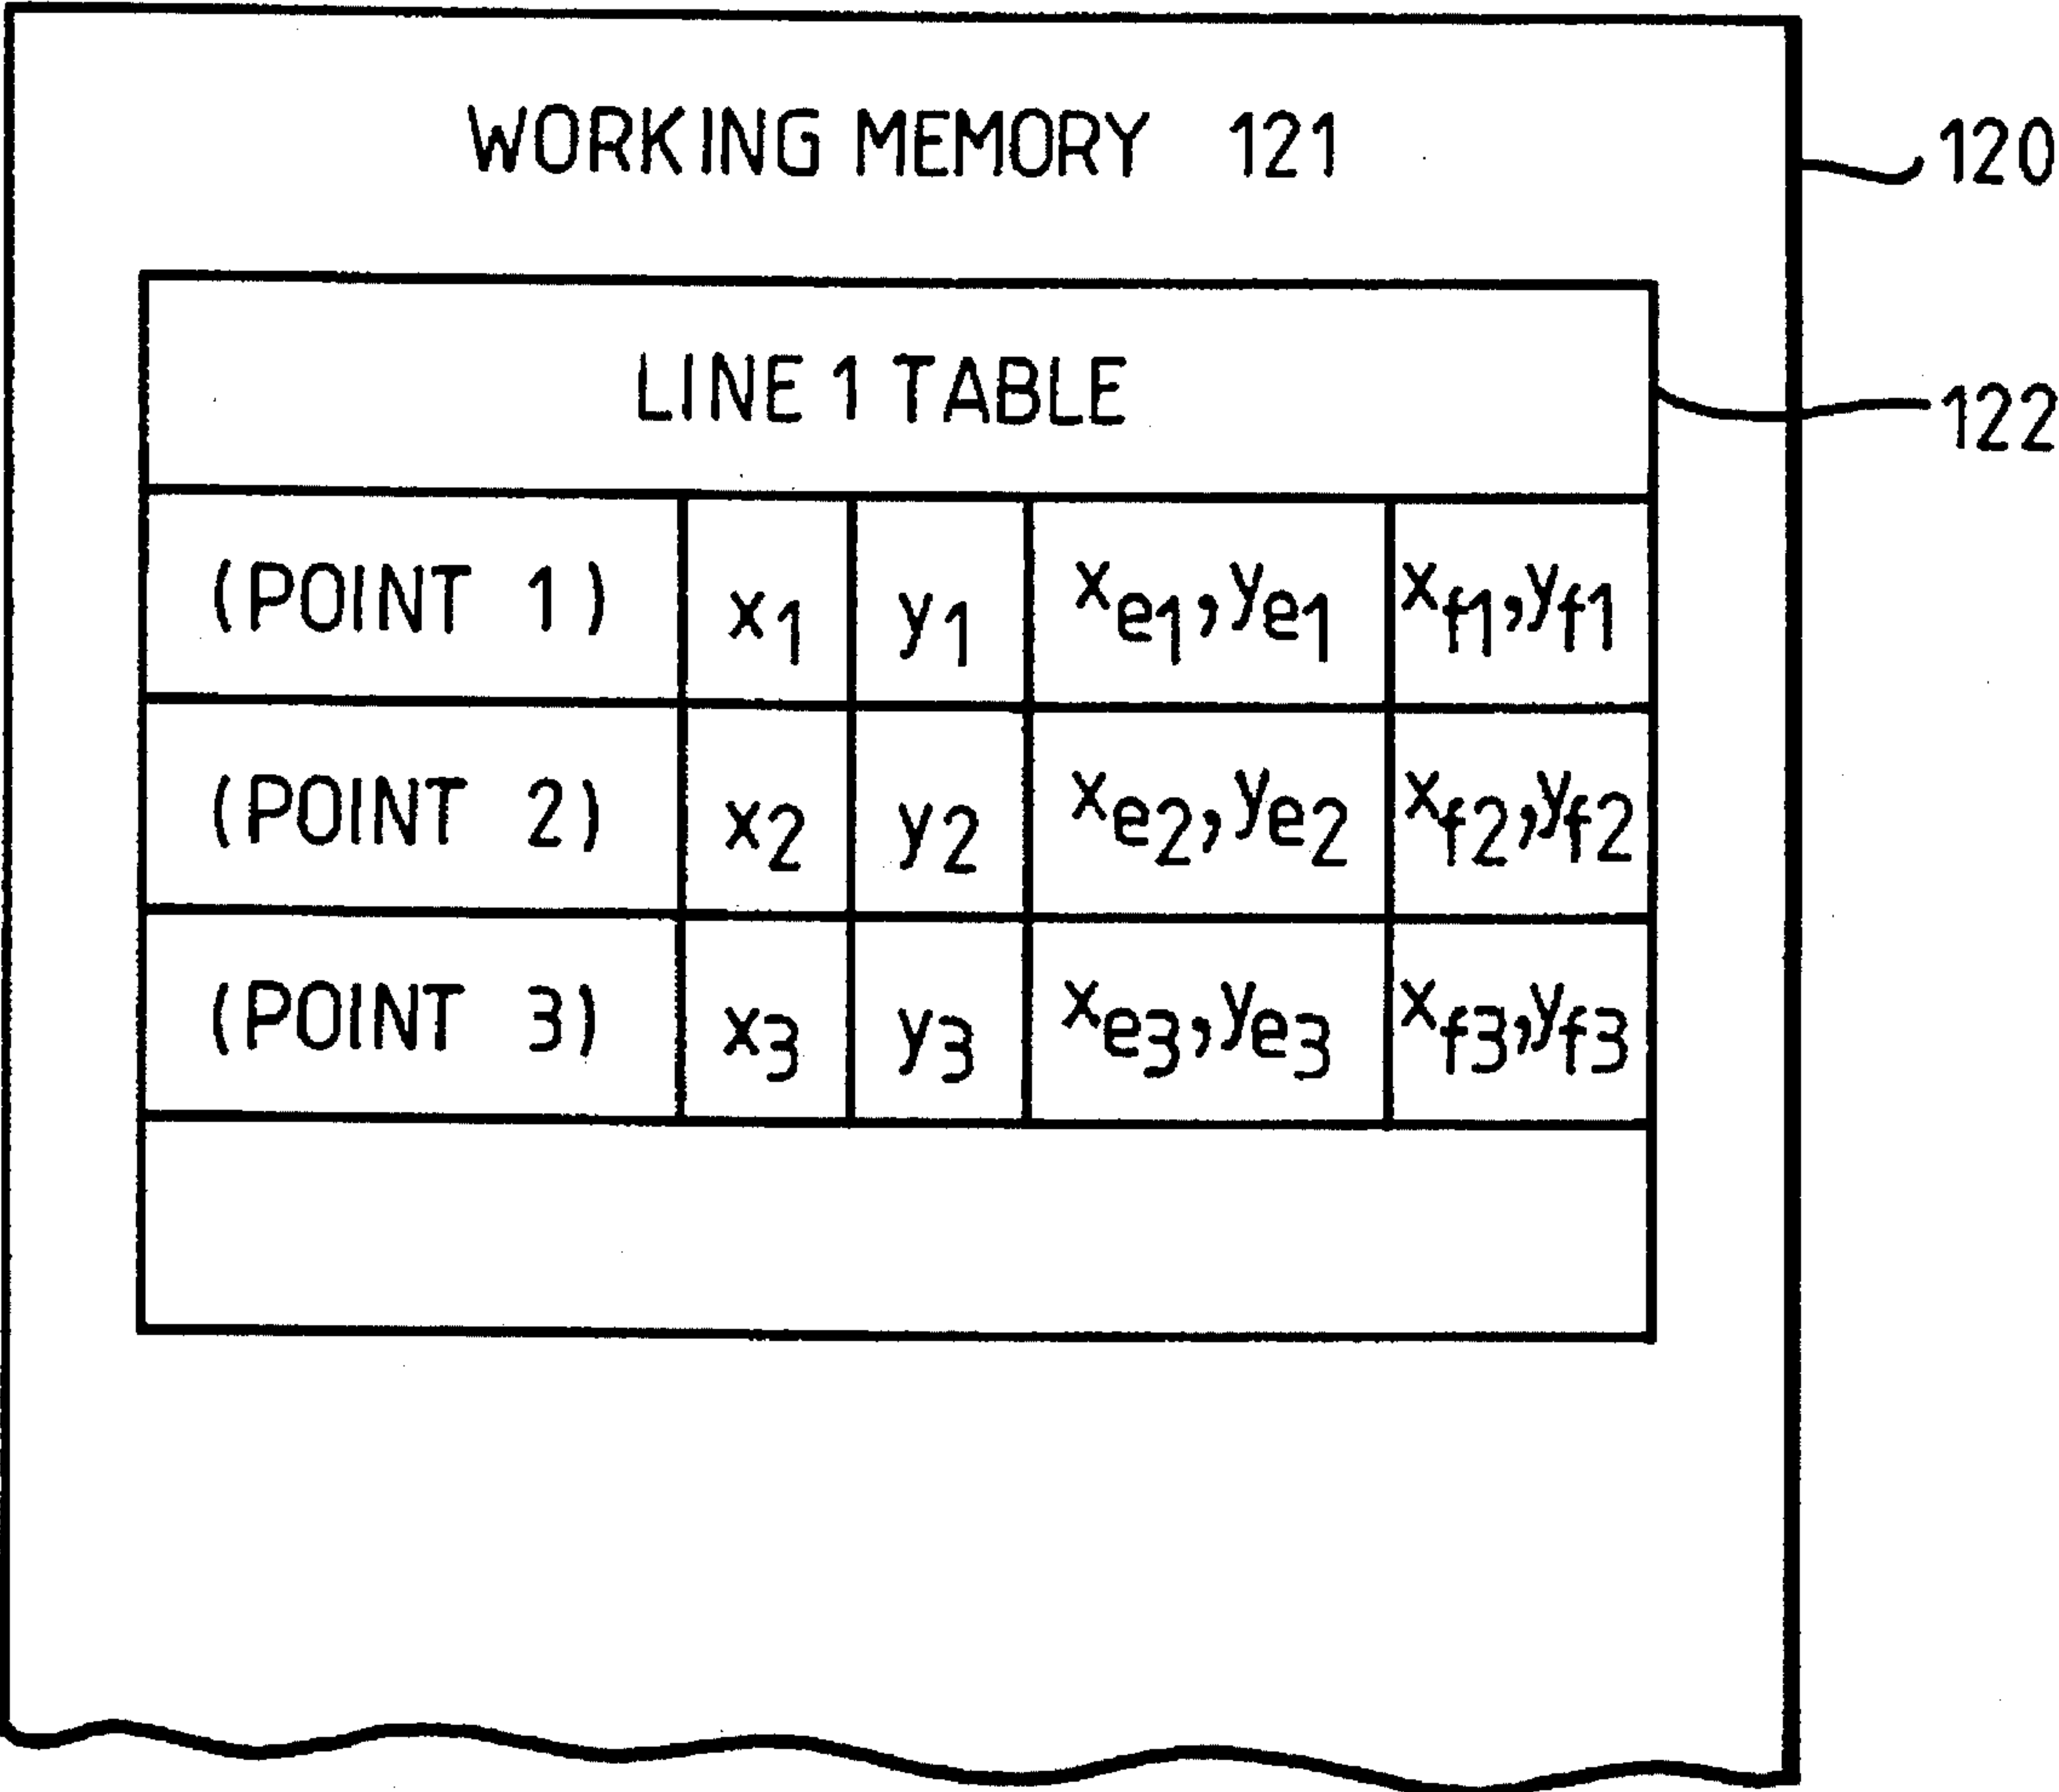 WORKING MEMORY 121
120
LINE 1 TABLE
122
(POINT 1) x1 y1 xe1,ye1 xf1,yf1
(POINT 2) x2 y2 xe2,ye2 xf2,yf2
(POINT 3) x3 y3 xe3,ye3 xf3,yf3